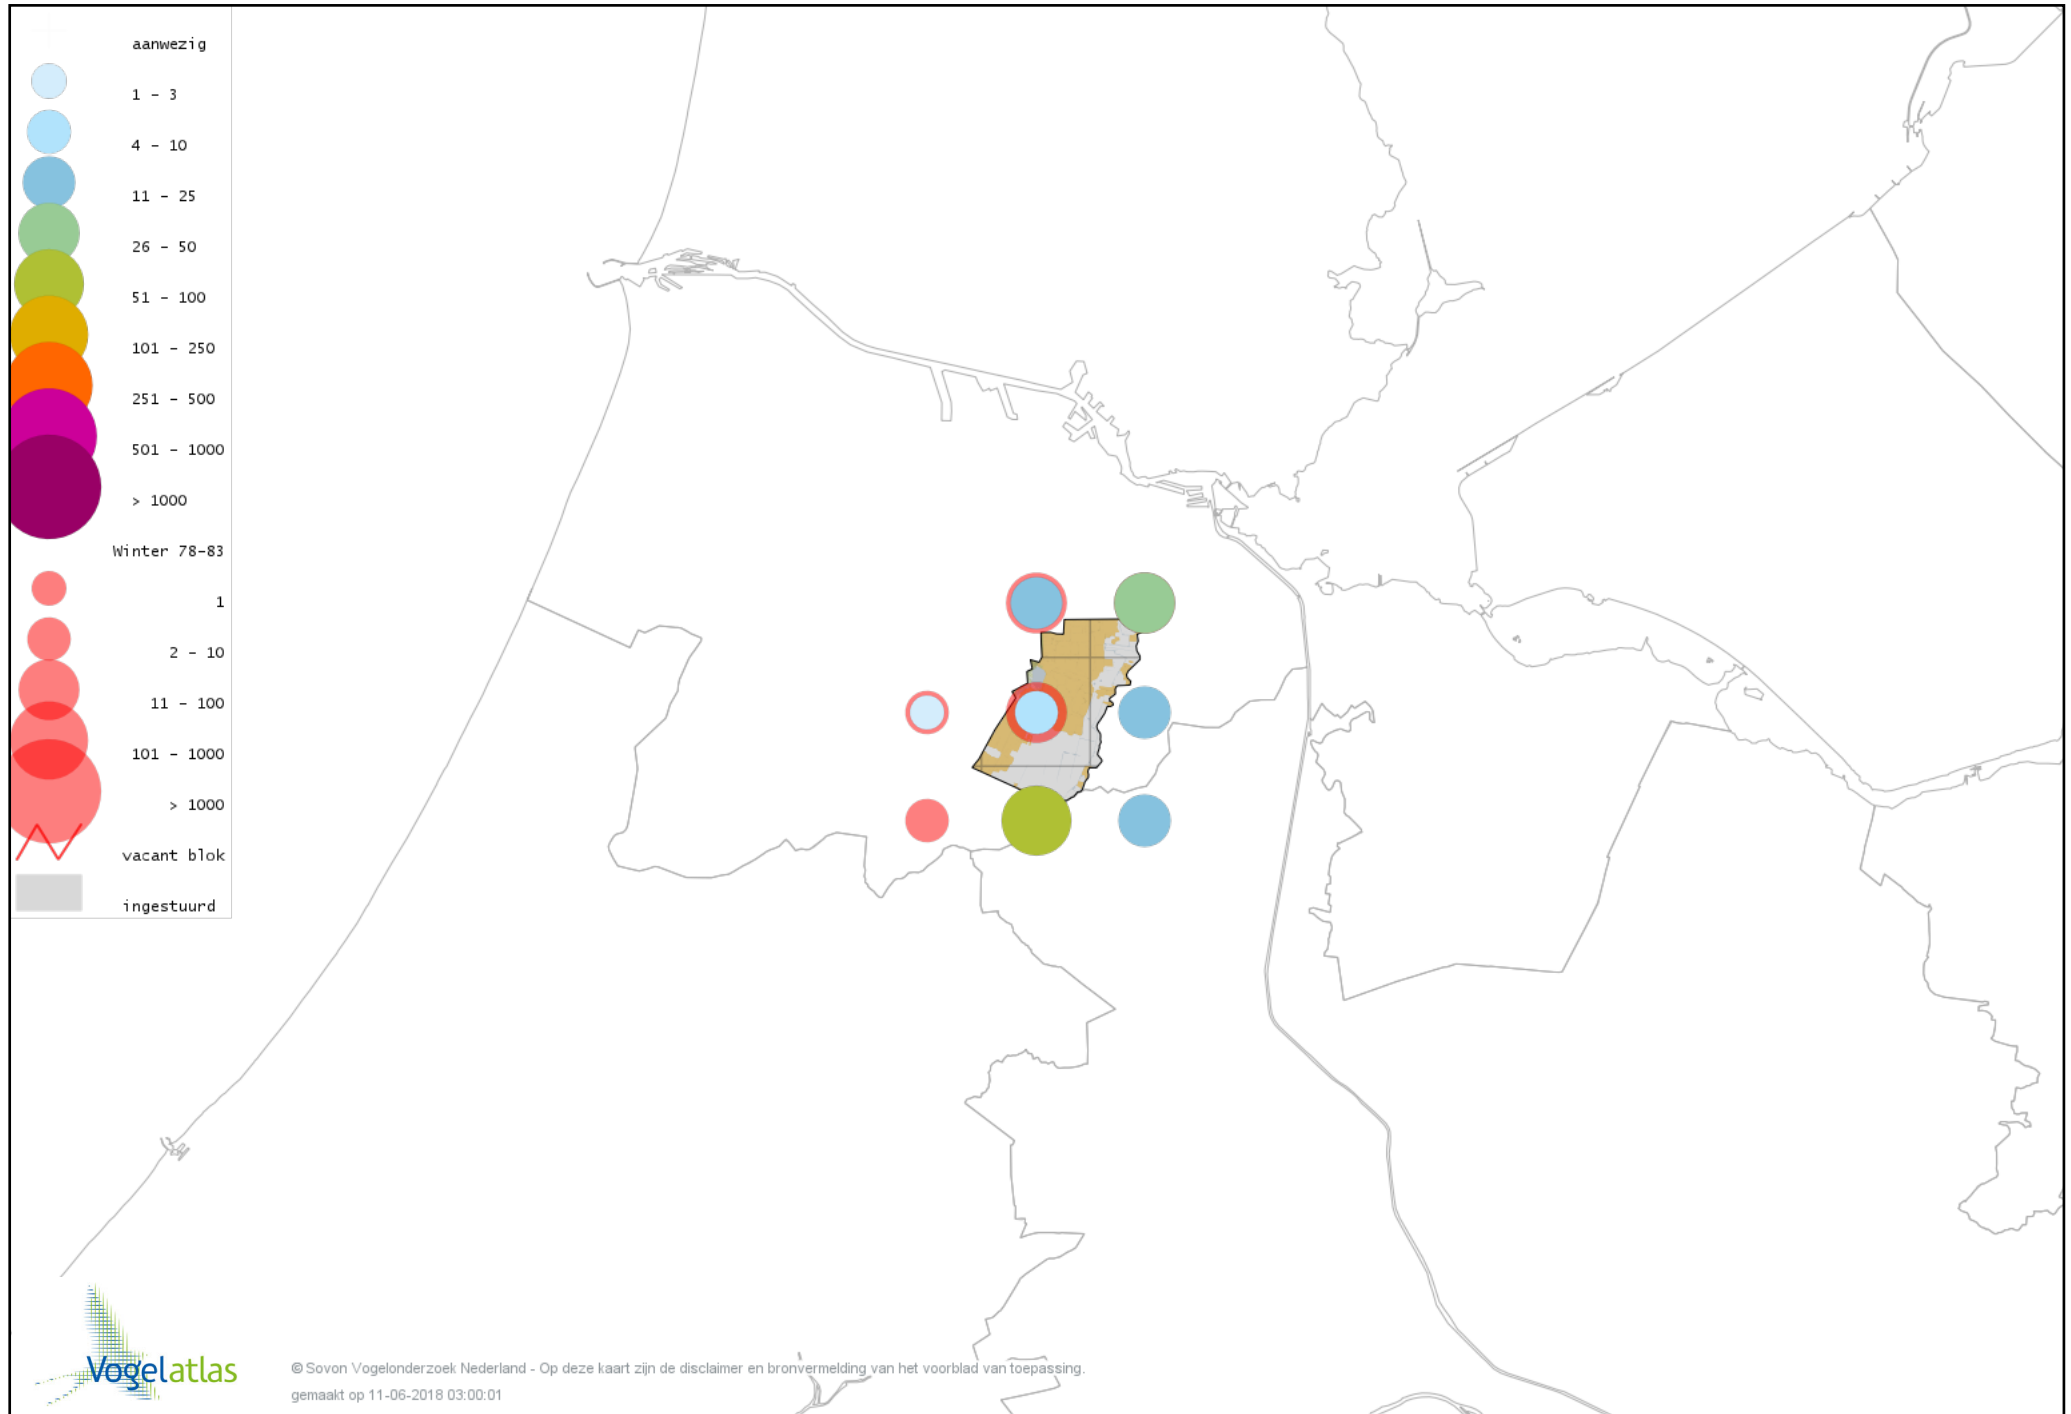 aanwezig
1 - 3
4 - 10
11 - 25
26 - 50
51 - 100
101 - 250
251 - 500
501 - 1000
> 1000
Winter 78-83
1
2 - 10
11 - 100
101 - 1000
> 1000
vacant blok
ingestuurd
Vogelatlas
© Sovon Vogelonderzoek Nederland - Op deze kaart zijn de disclaimer en bronvermelding van het voorblad van toepassing.
gemaakt op 11-06-2018 03:00:01